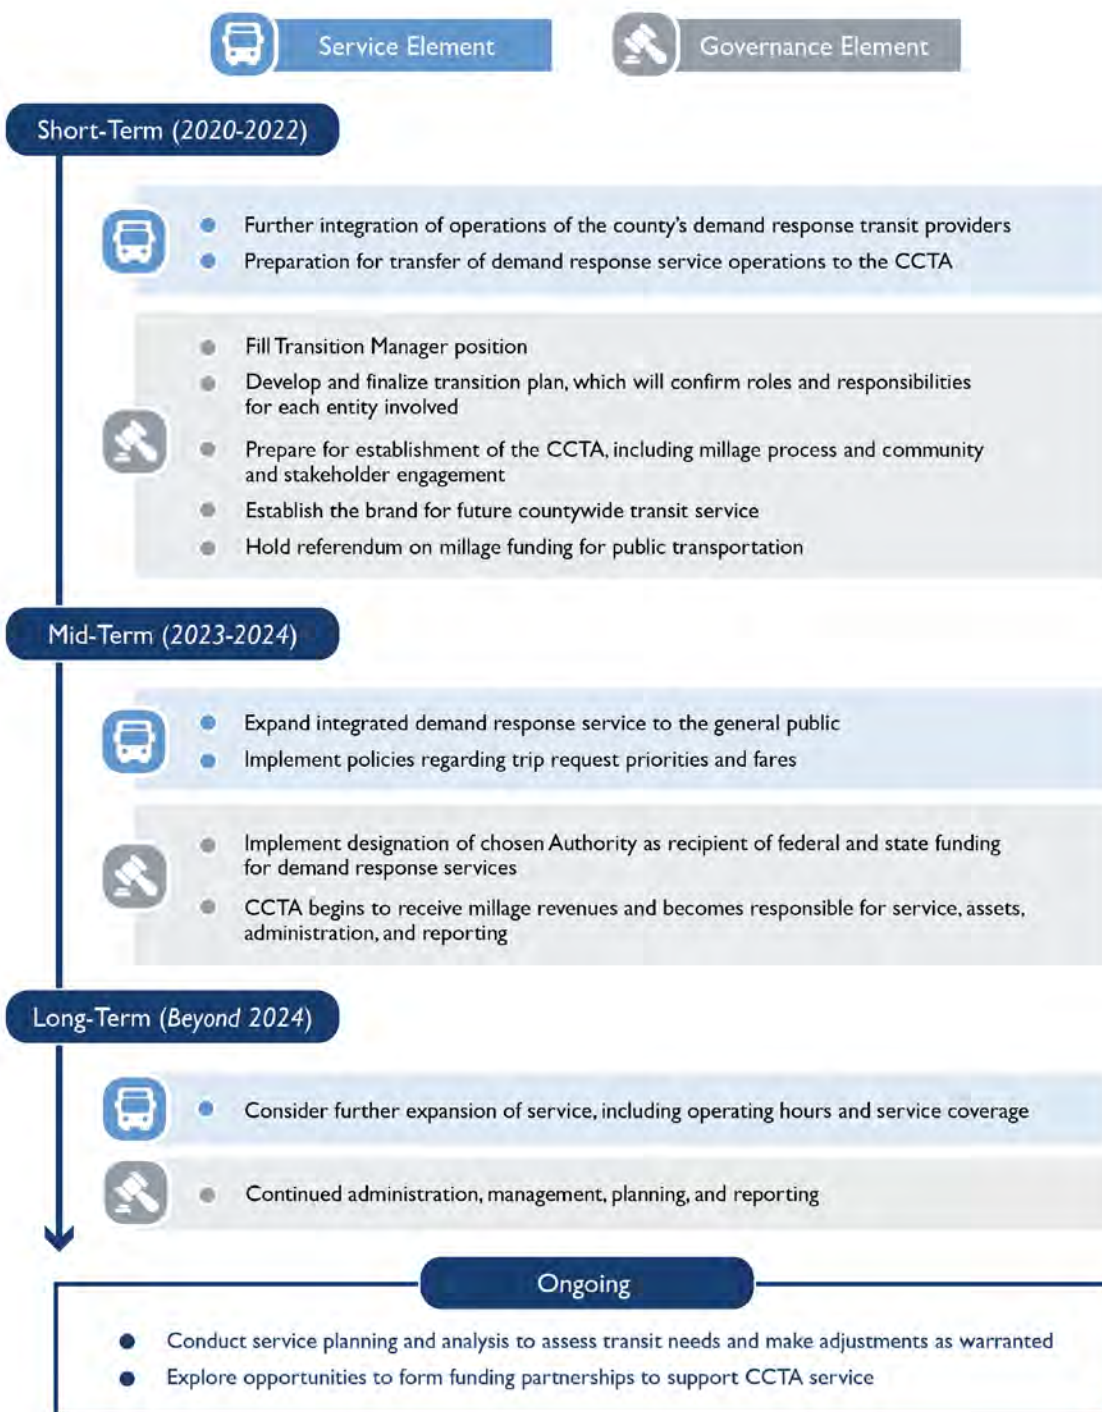 Service Element
Governance Element
Short-Term (2020-2022)
Further integration of operations of the county's demand response transit providers
Preparation for transfer of demand response service operations to the CCTA
Fill Transition Manager position
Develop and finalize transition plan, which will confirm roles and responsibilities
for each entity involved
Prepare for establishment of the CCTA, including millage process and community
and stakeholder engagement
Establish the brand for future countywide transit service
Hold referendum on millage funding for public transportation
Mid-Term (2023-2024)
Expand integrated demand response service to the general public
Implement policies regarding trip request priorities and fares
Implement designation of chosen Authority as recipient of federal and state funding
for demand response services
CCTA begins to receive millage revenues and becomes responsible for service, assets,
administration, and reporting
Long-Term (Beyond 2024)
Consider further expansion of service, including operating hours and service coverage
Continued administration, management, planning, and reporting
Ongoing
Conduct service planning and analysis to assess transit needs and make adjustments as warranted
Explore opportunities to form funding partnerships to support CCTA service